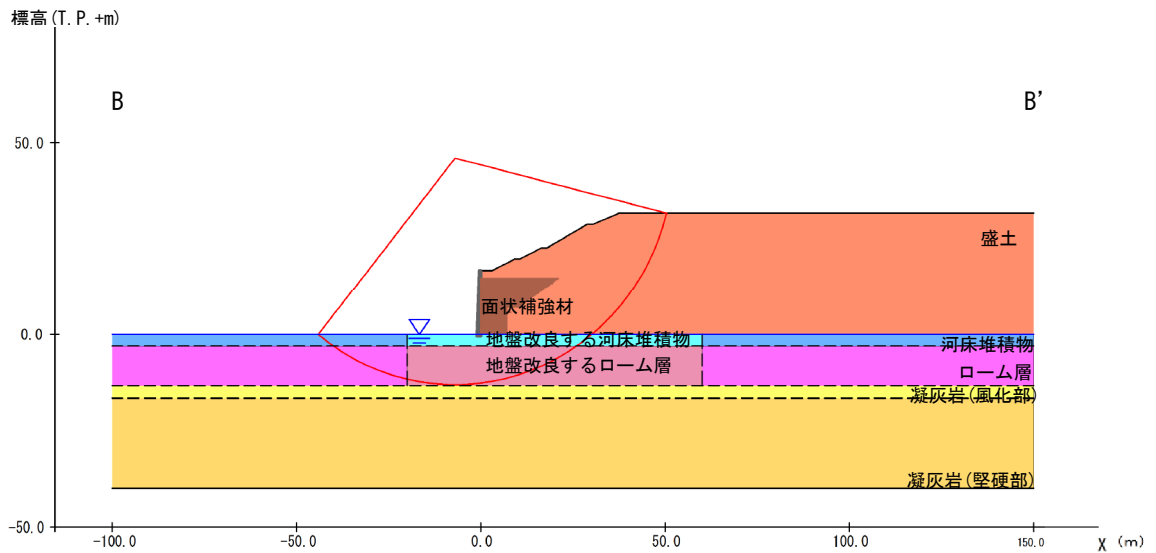 標高(T.P.+m)
B
B’
50.0
盛土
面状補強材
0.0
地盤改良する河床堆積物
河床堆積物
地盤改良するローム層
ローム層
凝灰岩(風化部)
凝灰岩(堅硬部)
-50.0
-100.0
-50.0
0.0
50.0
100.0
150.0
X (m)